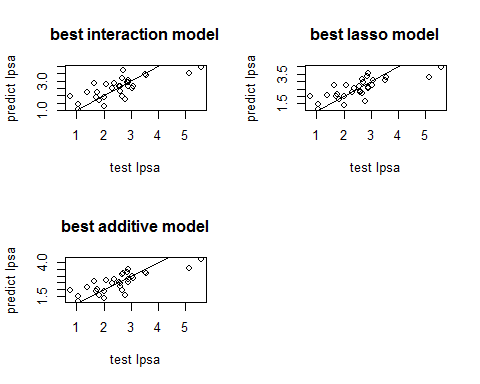 best interaction model
predict lpsa
1.0 3.0
1 2 3 4 5
test lpsa
best lasso model
predict lpsa
1.5 3.5
1 2 3 4 5
test lpsa
best additive model
predict lpsa
1.5 4.0
1 2 3 4 5
test lpsa